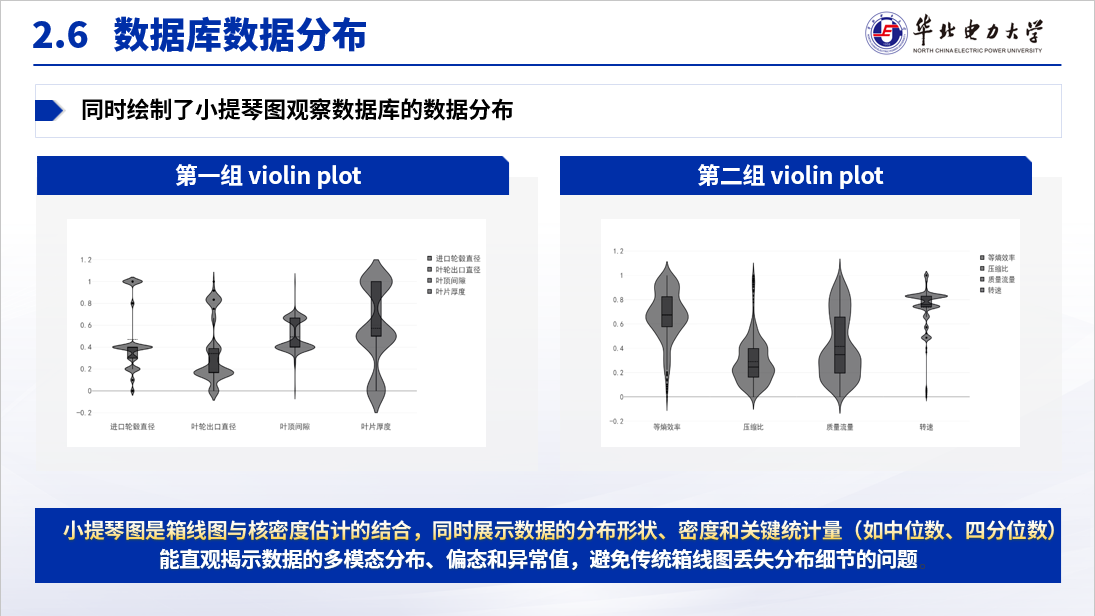 2.6 数据库数据分布
华北电力大学
NORTH CHINA ELECTRIC POWER UNIVERSITY
同时绘制了小提琴图观察数据库的数据分布
第一组 violin plot
第二组 violin plot
1.2
1
0.8
0.6
0.4
0.2
0
−0.2
进口轮毂直径
叶轮出口直径
叶顶间隙
叶片厚度
进口轮毂直径
叶轮出口直径
叶顶间隙
叶片厚度
1.2
1
0.8
0.6
0.4
0.2
0
−0.2
等熵效率
压缩比
质量流量
转速
等熵效率
压缩比
质量流量
转速
小提琴图是箱线图与核密度估计的结合，同时展示数据的分布形状、密度和关键统计量（如中位数、四分位数）
能直观揭示数据的多模态分布、偏态和异常值，避免传统箱线图丢失分布细节的问题